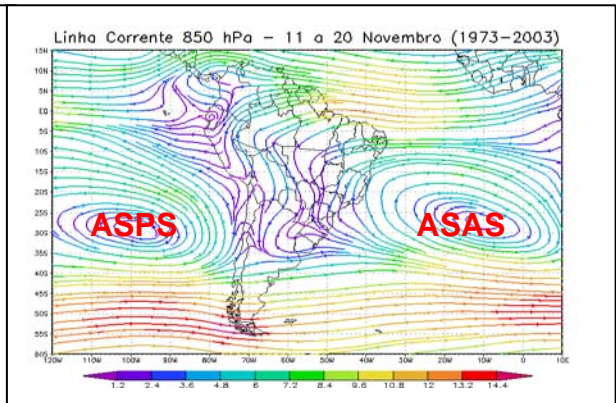 Linha Corrente 850 hPa – 11 a 20 Novembro (1973–2003)
15N
10N
5N
EQ
5S
10S
15S
20S
25S
30S
35S
40S
45S
50S
55S
60S
ASPS
ASAS
120W 110W 100W 90W 80W 70W 60W 50W 40W 30W 20W 10W 0 10E
1.2 2.4 3.6 4.8 6 7.2 8.4 9.6 10.8 12 13.2 14.4